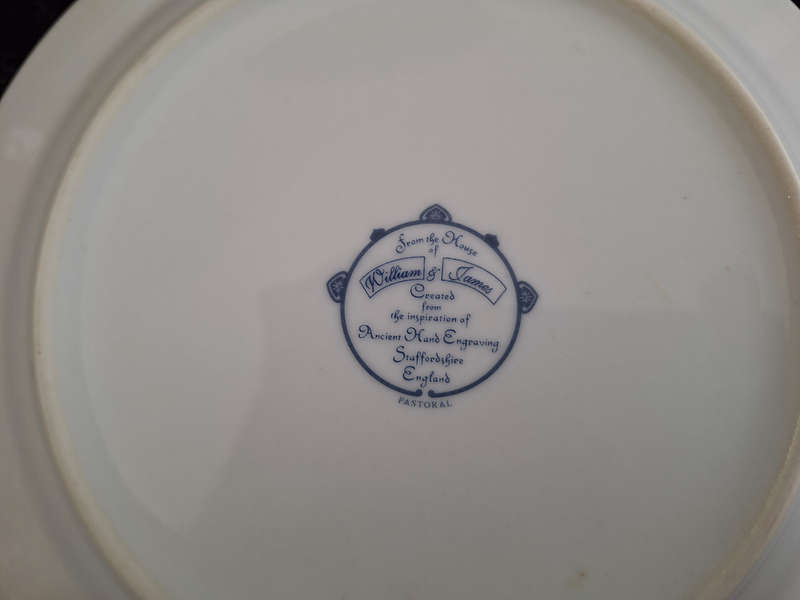 From the House
of
William & James
Created
from
the inspiration of
Ancient Hand Engraving
Staffordshire
England
PASTORAL